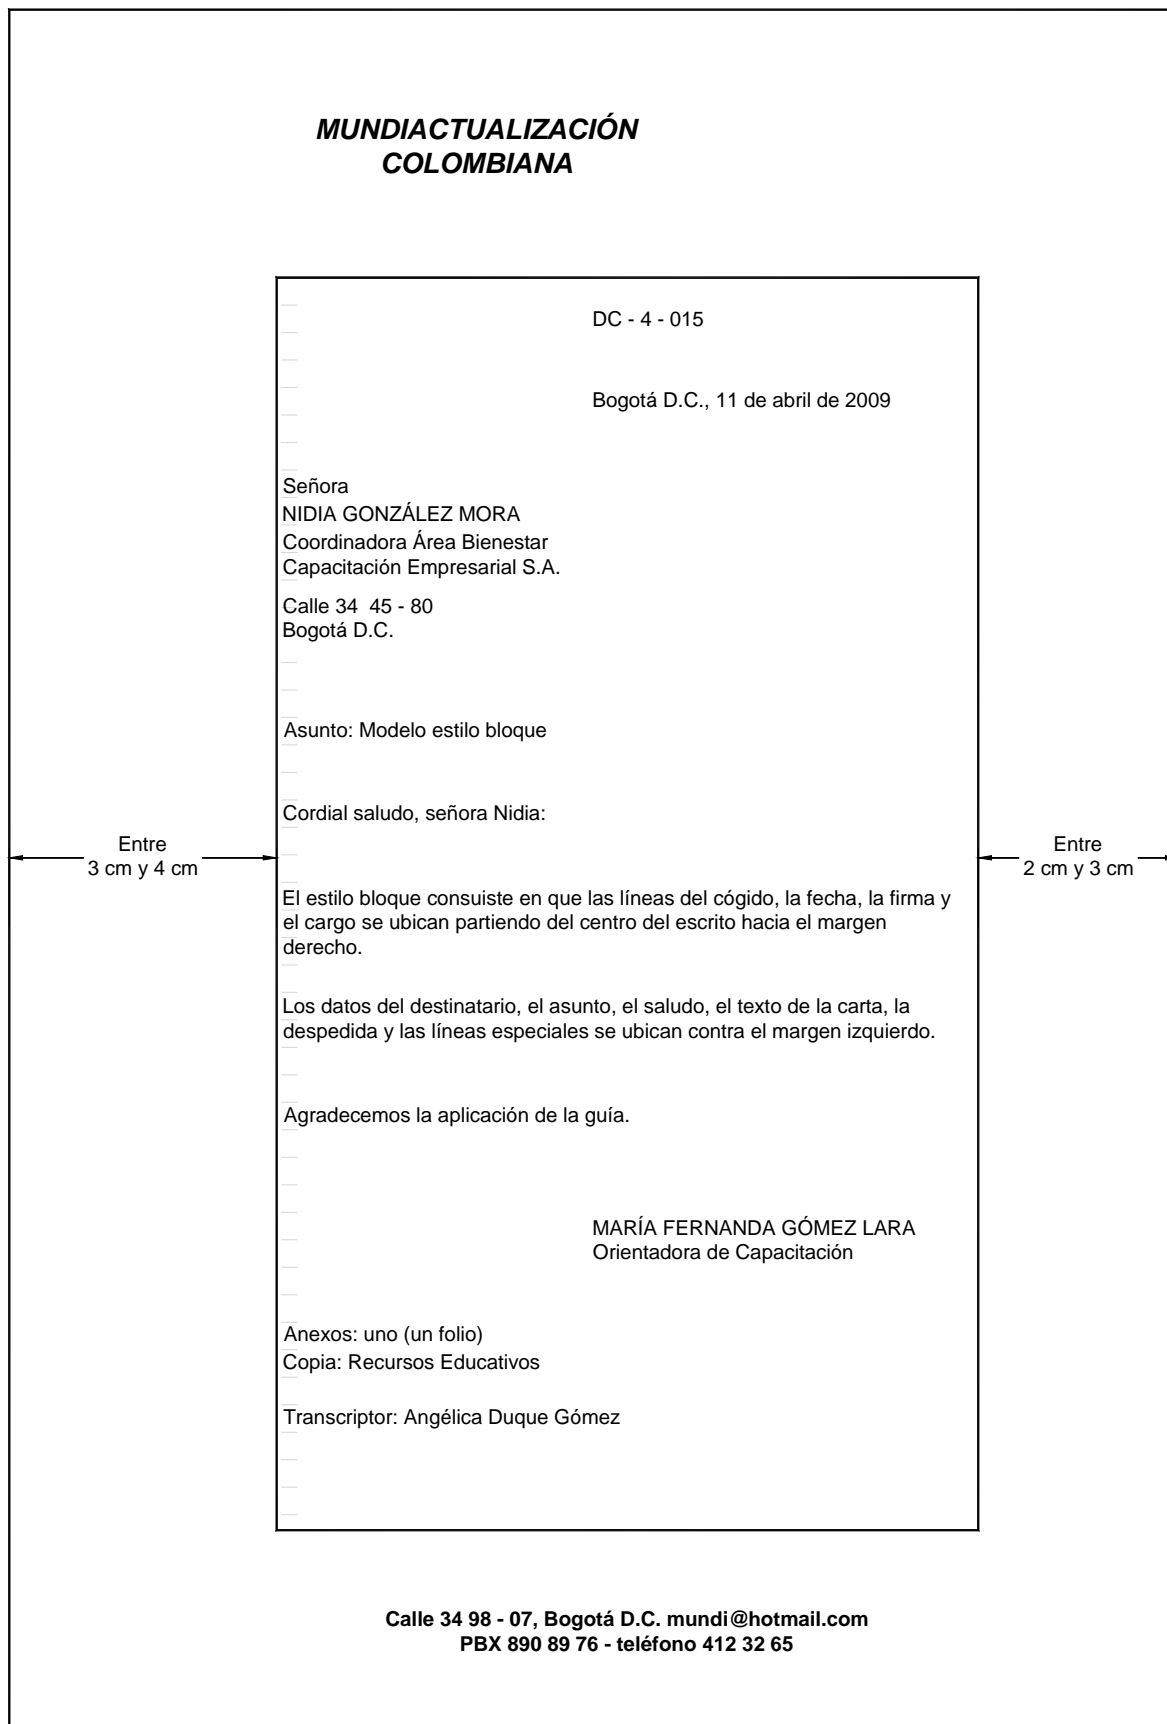 MUNDIACTUALIZACIÓN
COLOMBIANA
DC - 4 - 015
Bogotá D.C., 11 de abril de 2009
Señora
NIDIA GONZÁLEZ MORA
Coordinadora Área Bienestar
Capacitación Empresarial S.A.
Calle 34  45 - 80
Bogotá D.C.
Asunto: Modelo estilo bloque
Cordial saludo, señora Nidia:
Entre
3 cm y 4 cm
Entre
2 cm y 3 cm
El estilo bloque consuiste en que las líneas del cógido, la fecha, la firma y
el cargo se ubican partiendo del centro del escrito hacia el margen
derecho.
Los datos del destinatario, el asunto, el saludo, el texto de la carta, la
despedida y las líneas especiales se ubican contra el margen izquierdo.
Agradecemos la aplicación de la guía.
MARÍA FERNANDA GÓMEZ LARA
Orientadora de Capacitación
Anexos: uno (un folio)
Copia: Recursos Educativos
Transcriptor: Angélica Duque Gómez
Calle 34 98 - 07, Bogotá D.C. mundi@hotmail.com
PBX 890 89 76 - teléfono 412 32 65